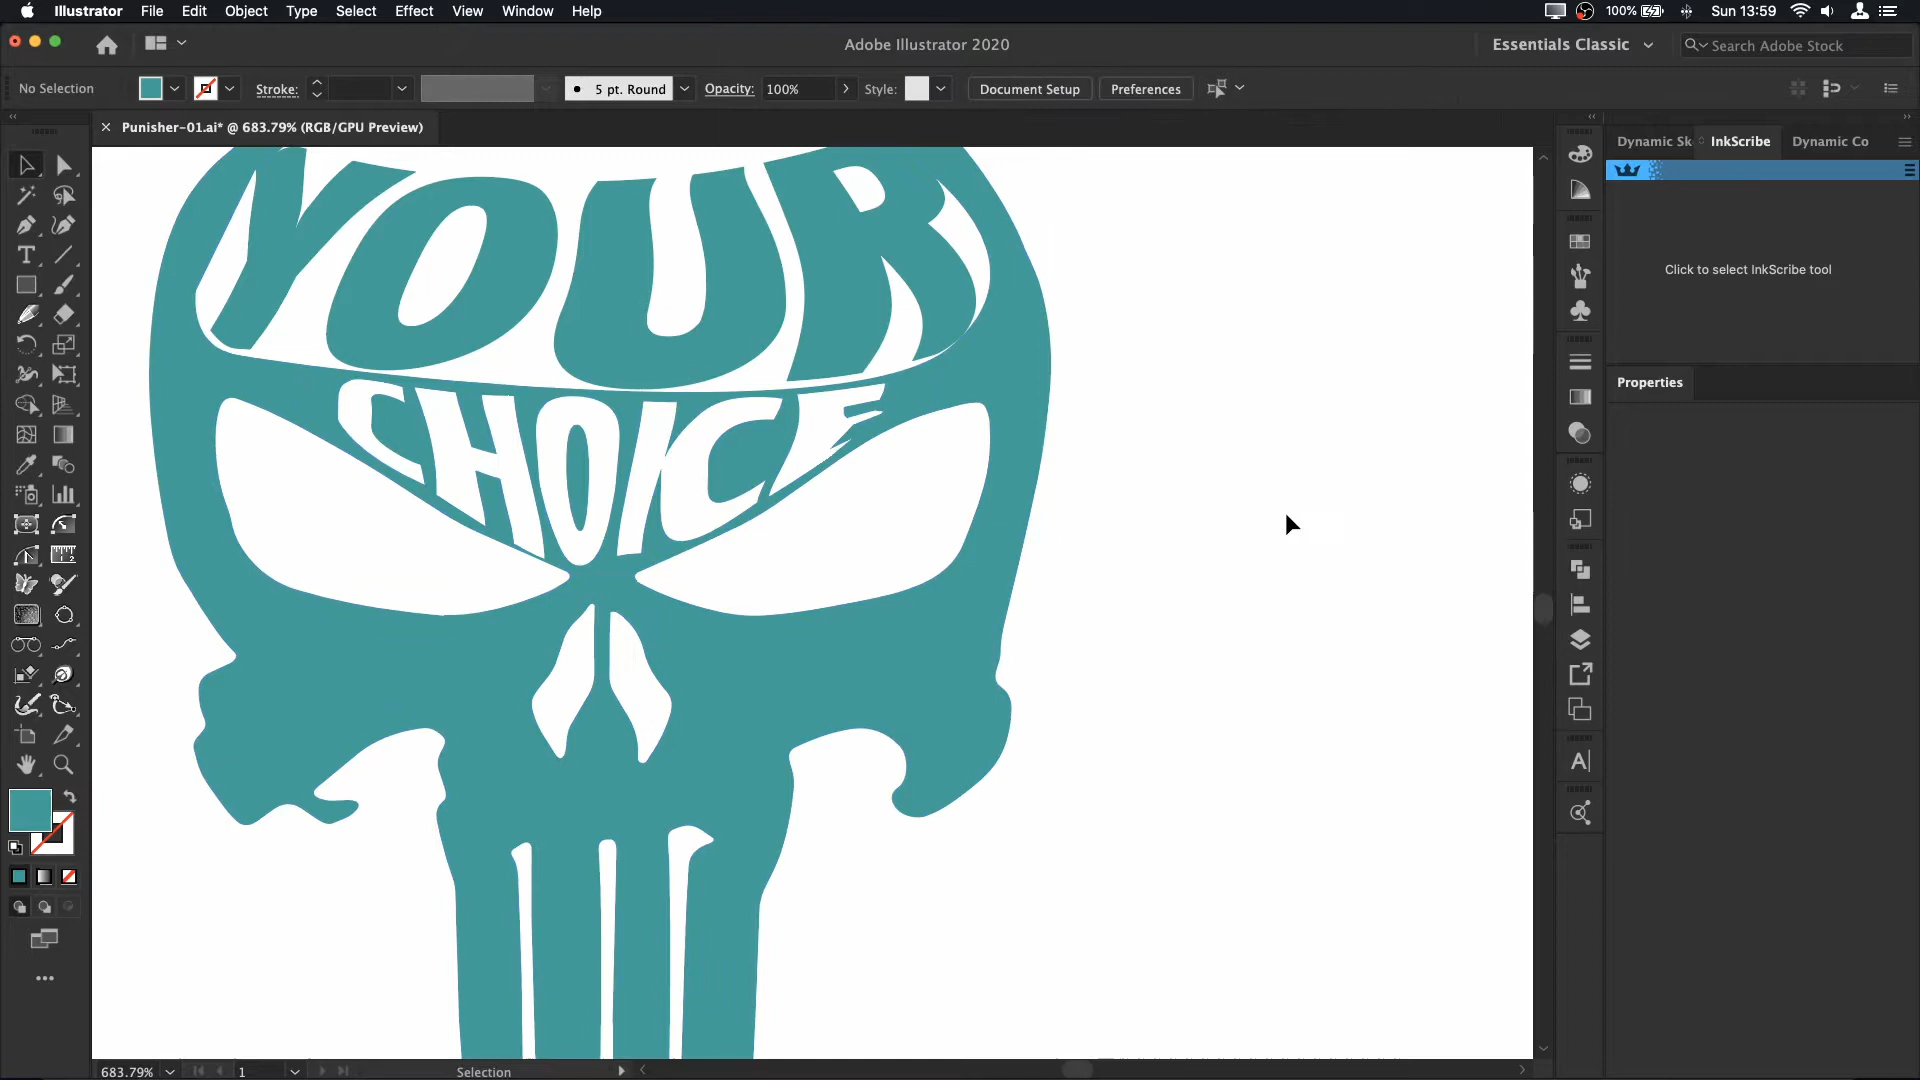 Illustrator File Edit Object Type Select Effect View Window Help 100% Sun 13:59
Adobe Illustrator 2020 Essentials Classic Search Adobe Stock
No Selection Stroke: 5 pt. Round Opacity: 100% Style: Document Setup Preferences
Punisher-01.ai* @ 683.79% (RGB/GPU Preview)
Dynamic Sk InkScribe Dynamic Co
Click to select InkScribe tool
Properties
YOUR
CHOICE
683.79% 1 Selection